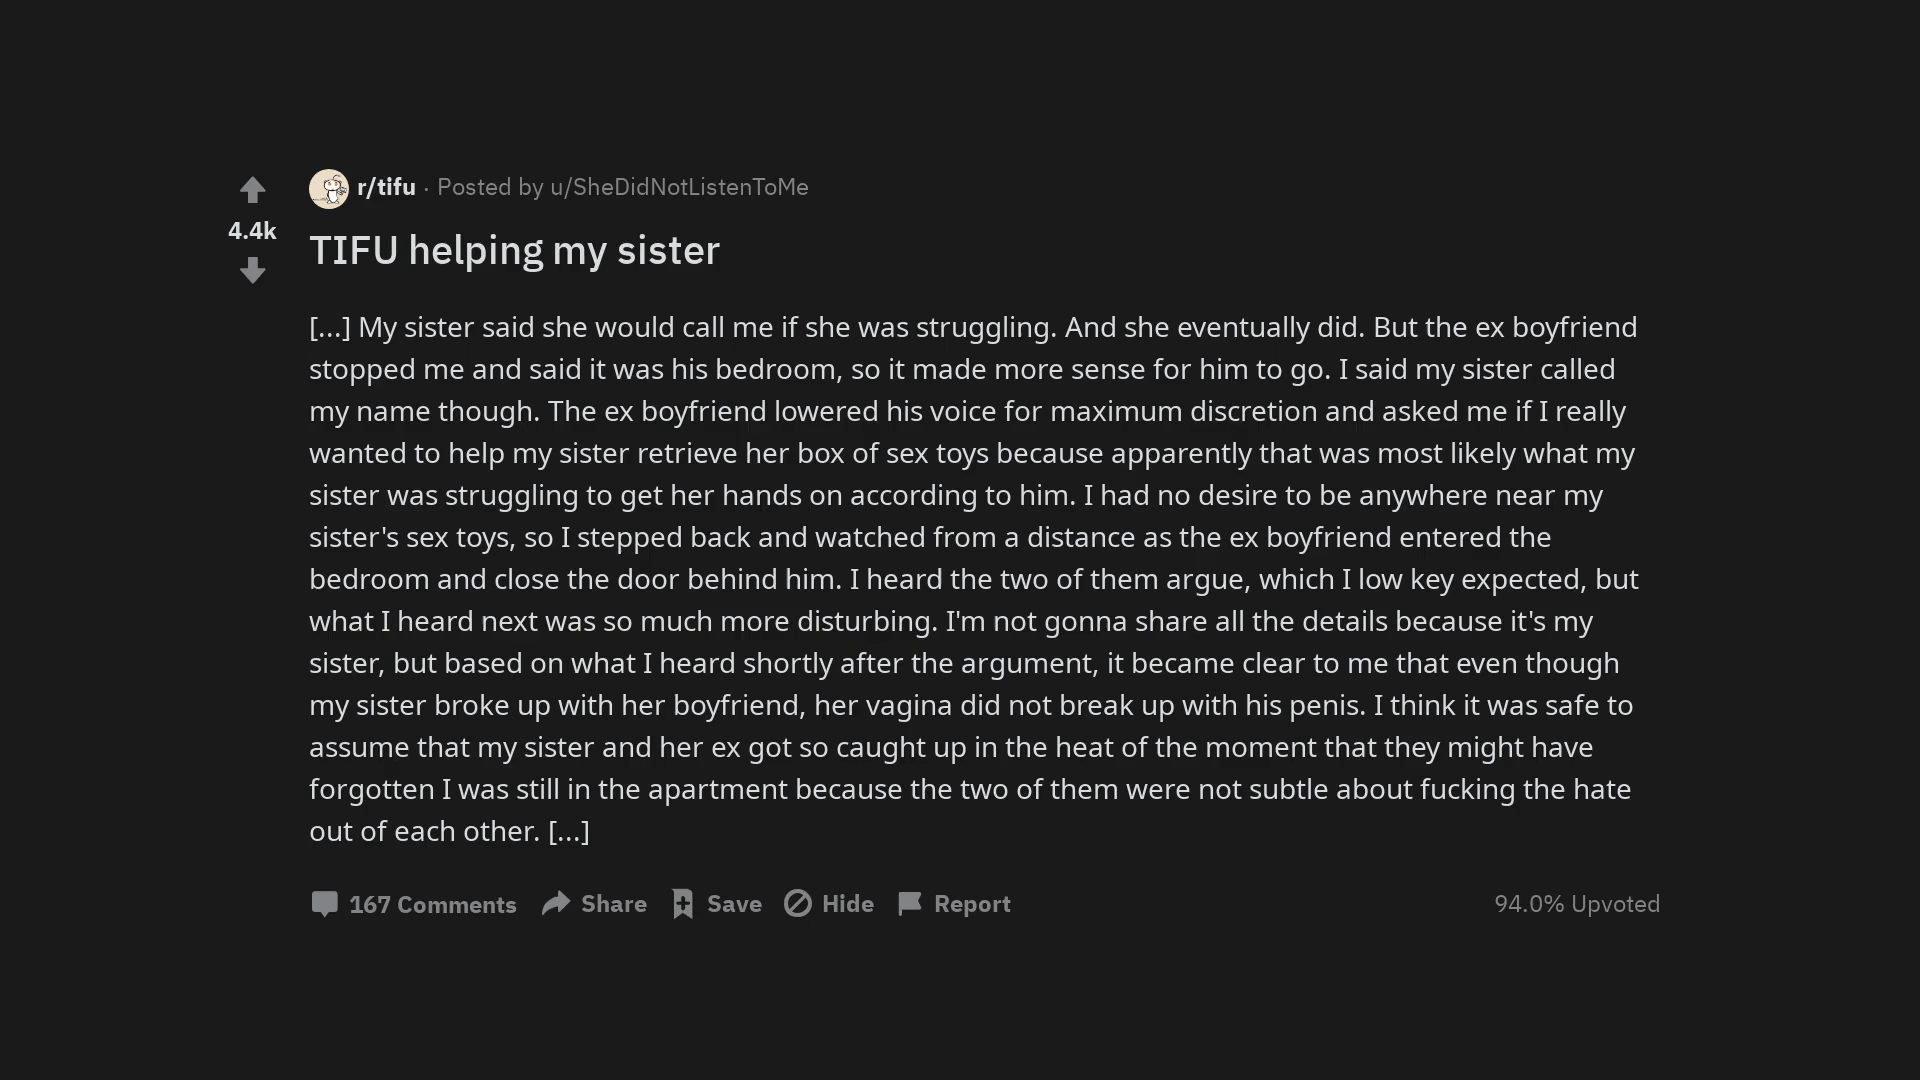 r/tifu · Posted by u/SheDidNotListenToMe
4.4k
TIFU helping my sister
[...] My sister said she would call me if she was struggling. And she eventually did. But the ex boyfriend
stopped me and said it was his bedroom, so it made more sense for him to go. I said my sister called
my name though. The ex boyfriend lowered his voice for maximum discretion and asked me if I really
wanted to help my sister retrieve her box of sex toys because apparently that was most likely what my
sister was struggling to get her hands on according to him. I had no desire to be anywhere near my
sister's sex toys, so I stepped back and watched from a distance as the ex boyfriend entered the
bedroom and close the door behind him. I heard the two of them argue, which I low key expected, but
what I heard next was so much more disturbing. I'm not gonna share all the details because it's my
sister, but based on what I heard shortly after the argument, it became clear to me that even though
my sister broke up with her boyfriend, her vagina did not break up with his penis. I think it was safe to
assume that my sister and her ex got so caught up in the heat of the moment that they might have
forgotten I was still in the apartment because the two of them were not subtle about fucking the hate
out of each other. [...]
167 Comments Share Save Hide Report 94.0% Upvoted